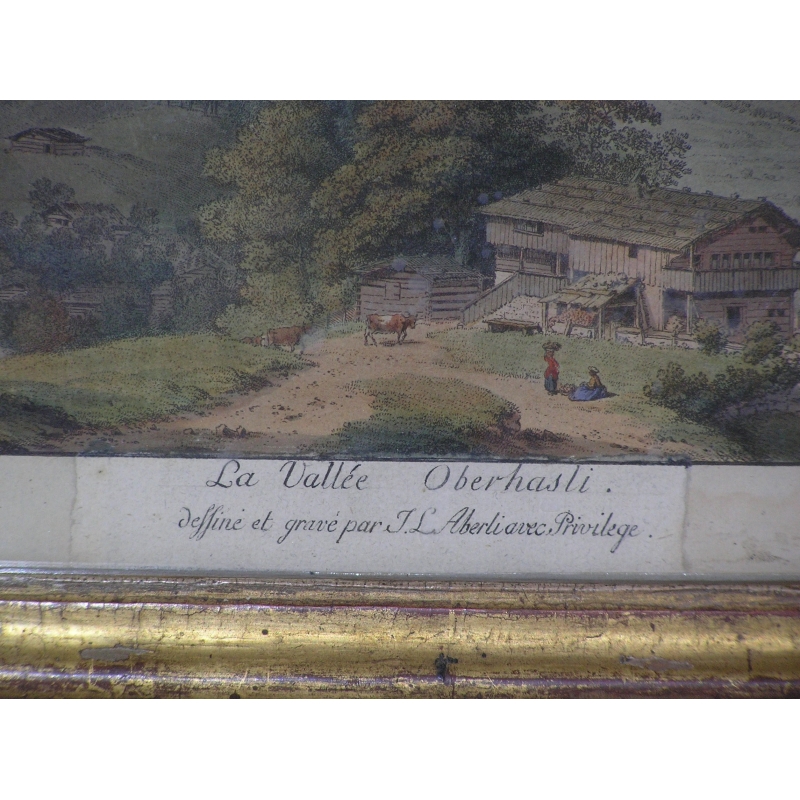 La Vallée Oberhasli.
deſſiné et gravé par J. L. Aberli avec Privilege.